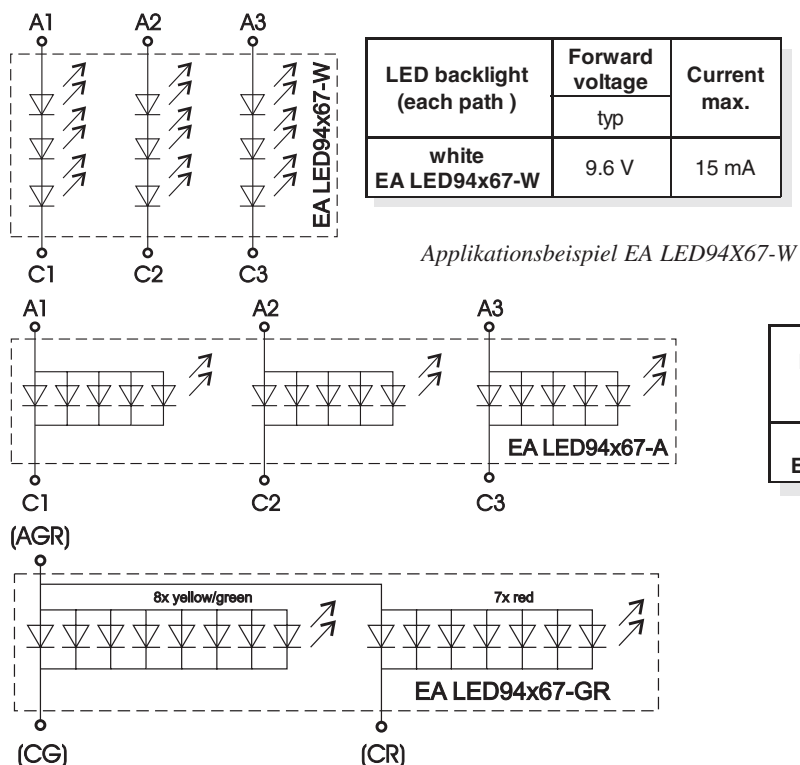 A1 A2 A3
EA LED94x67-W
C1 C2 C3
LED backlight
(each path )
Forward
voltage
typ
Current
max.
white
EA LED94x67-W
9.6 V
15 mA
Applikationsbeispiel EA LED94X67-W
A1 A2 A3
EA LED94x67-A
C1 C2 C3
E
(AGR)
8x yellow/green 7x red
EA LED94x67-GR
(CG) (CR)